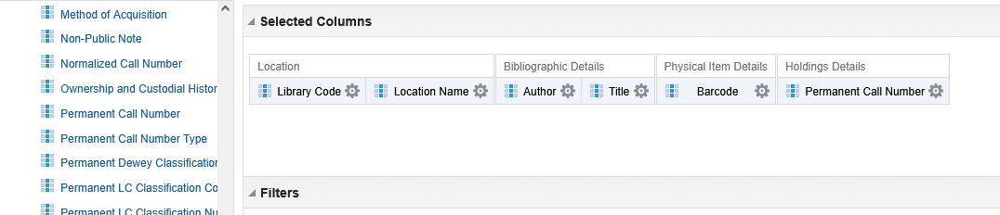 Method of Acquisition
Non-Public Note
Normalized Call Number
Ownership and Custodial Histor
Permanent Call Number
Permanent Call Number Type
Permanent Dewey Classification
Permanent LC Classification Co
Permanent LC Classification Nu
Selected Columns
Location Bibliographic Details Physical Item Details Holdings Details
Library Code Location Name Author Title Barcode Permanent Call Number
Filters